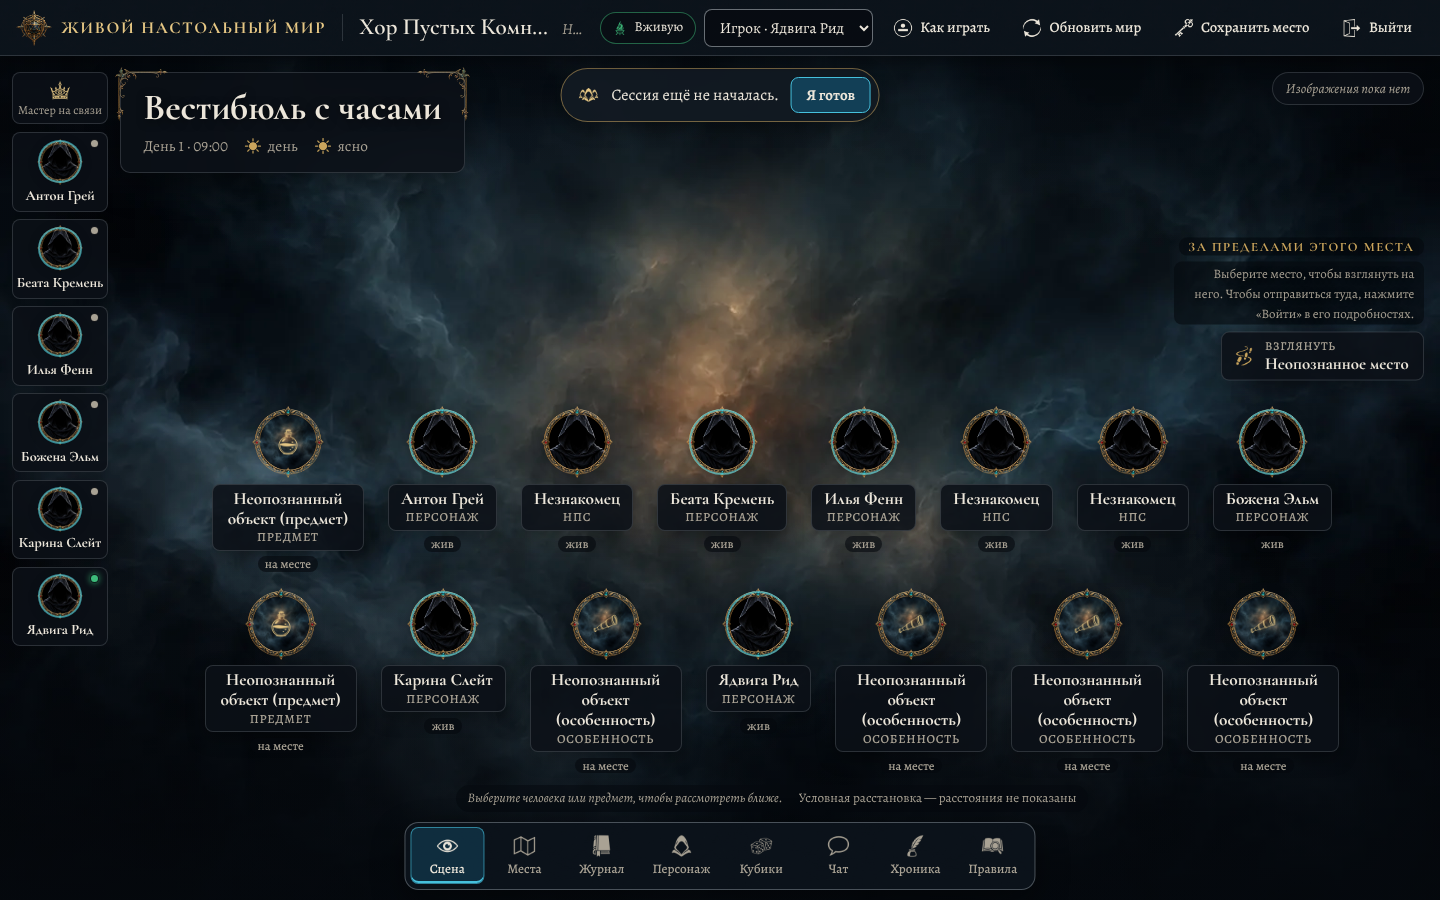 ЖИВОЙ НАСТОЛЬНЫЙ МИР
Хор Пустых Комн...
Н...
Вживую
Игрок · Ядвига Рид
Как играть
Обновить мир
Сохранить место
Выйти
Мастер на связи
Вестибюль с часами
День 1 · 09:00
день
ясно
Сессия ещё не началась.
Я готов
Изображения пока нет
Антон Грей
Беата Кремень
Илья Фенн
Божена Эльм
Карина Слейт
Ядвига Рид
ЗА ПРЕДЕЛАМИ ЭТОГО МЕСТА
Выберите место, чтобы взглянуть на
него. Чтобы отправиться туда, нажмите
«Войти» в его подробностях.
ВЗГЛЯНУТЬ
Неопознанное место
Неопознанный
объект (предмет)
ПРЕДМЕТ
на месте
Антон Грей
ПЕРСОНАЖ
жив
Незнакомец
НПС
жив
Беата Кремень
ПЕРСОНАЖ
жив
Илья Фенн
ПЕРСОНАЖ
жив
Незнакомец
НПС
жив
Незнакомец
НПС
жив
Божена Эльм
ПЕРСОНАЖ
жив
Неопознанный
объект (предмет)
ПРЕДМЕТ
на месте
Карина Слейт
ПЕРСОНАЖ
жив
Неопознанный
объект
(особенность)
ОСОБЕННОСТЬ
на месте
Ядвига Рид
ПЕРСОНАЖ
жив
Неопознанный
объект
(особенность)
ОСОБЕННОСТЬ
на месте
Неопознанный
объект
(особенность)
ОСОБЕННОСТЬ
на месте
Неопознанный
объект
(особенность)
ОСОБЕННОСТЬ
на месте
Выберите человека или предмет, чтобы рассмотреть ближе.
Условная расстановка — расстояния не показаны
Сцена
Места
Журнал
Персонаж
Кубики
Чат
Хроника
Правила